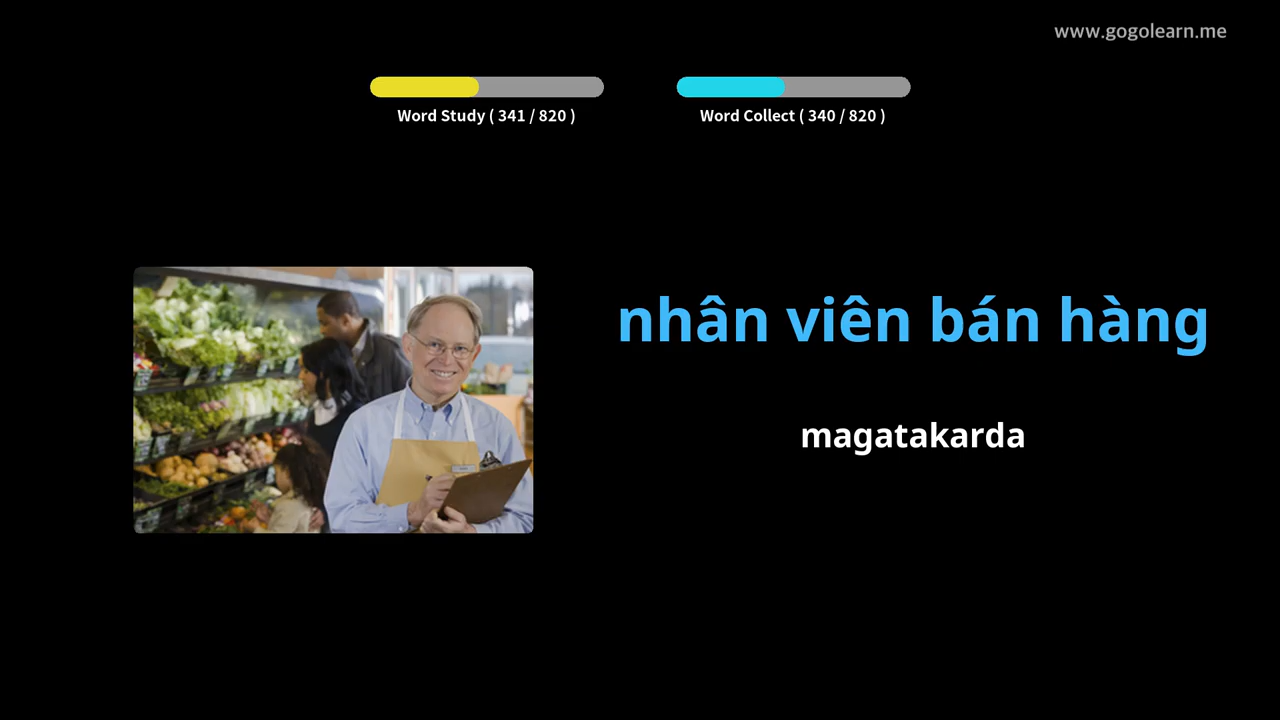 www.gogolearn.me
Word Study ( 341 / 820 )
Word Collect ( 340 / 820 )
nhân viên bán hàng
magatakarda